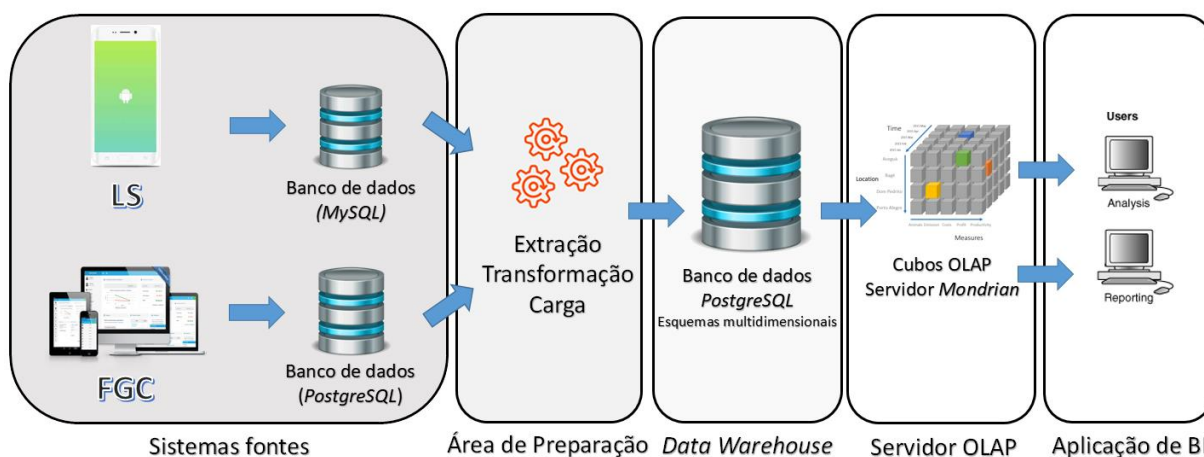 LS
Banco de dados
(MySQL)
FGC
Banco de dados
(PostgreSQL)
Sistemas fontes
Extração
Transformação
Carga
Área de Preparação
Banco de dados
PostgreSQL
Esquemas multidimensionais
Data Warehouse
Time
Location
Measures
Cubos OLAP
Servidor Mondrian
Servidor OLAP
Users
Analysis
Reporting
Aplicação de B